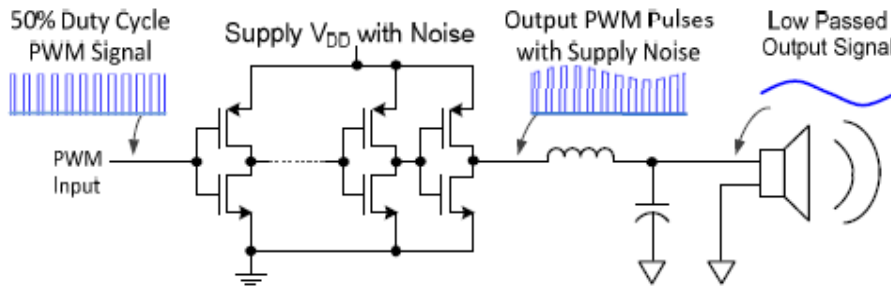 50% Duty Cycle
PWM Signal
Supply VDD with Noise
Output PWM Pulses
with Supply Noise
Low Passed
Output Signal
PWM
Input